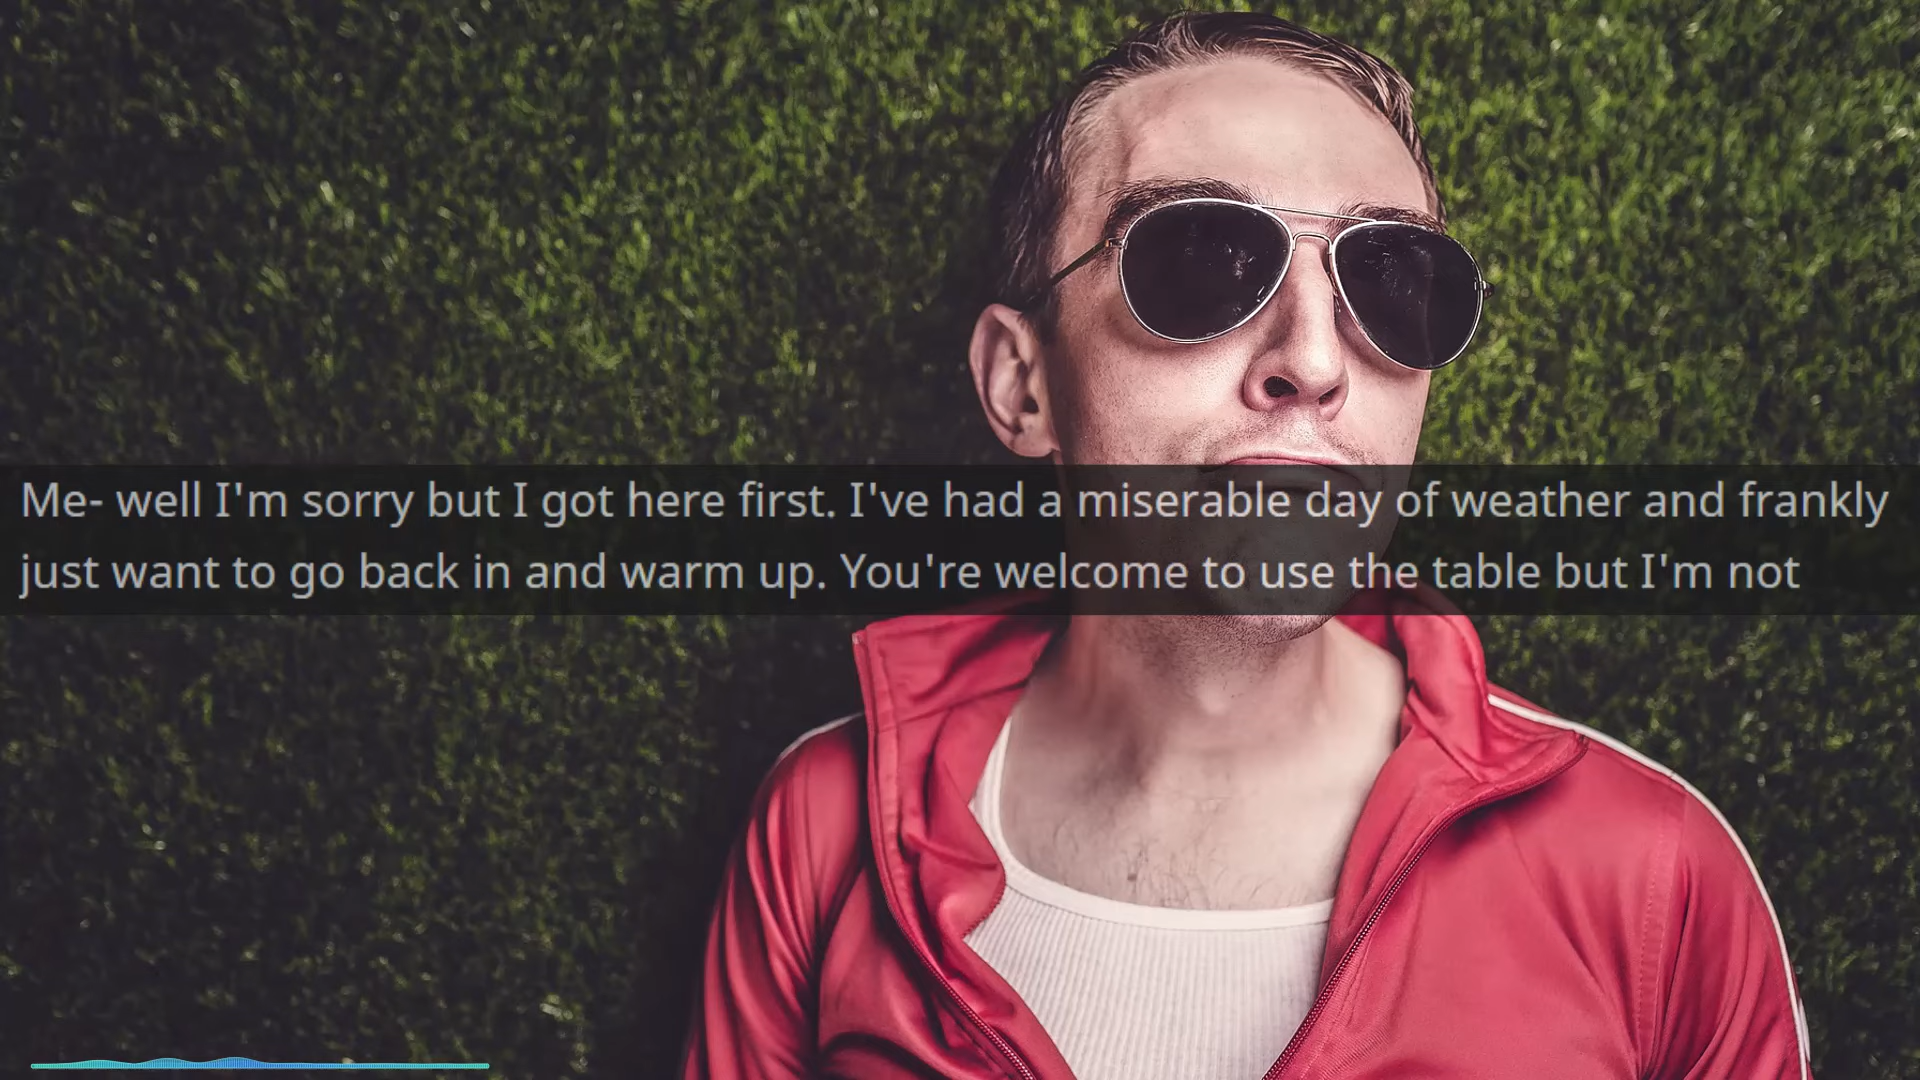 Me- well I'm sorry but I got here first. I've had a miserable day of weather and frankly
just want to go back in and warm up. You're welcome to use the table but I'm not